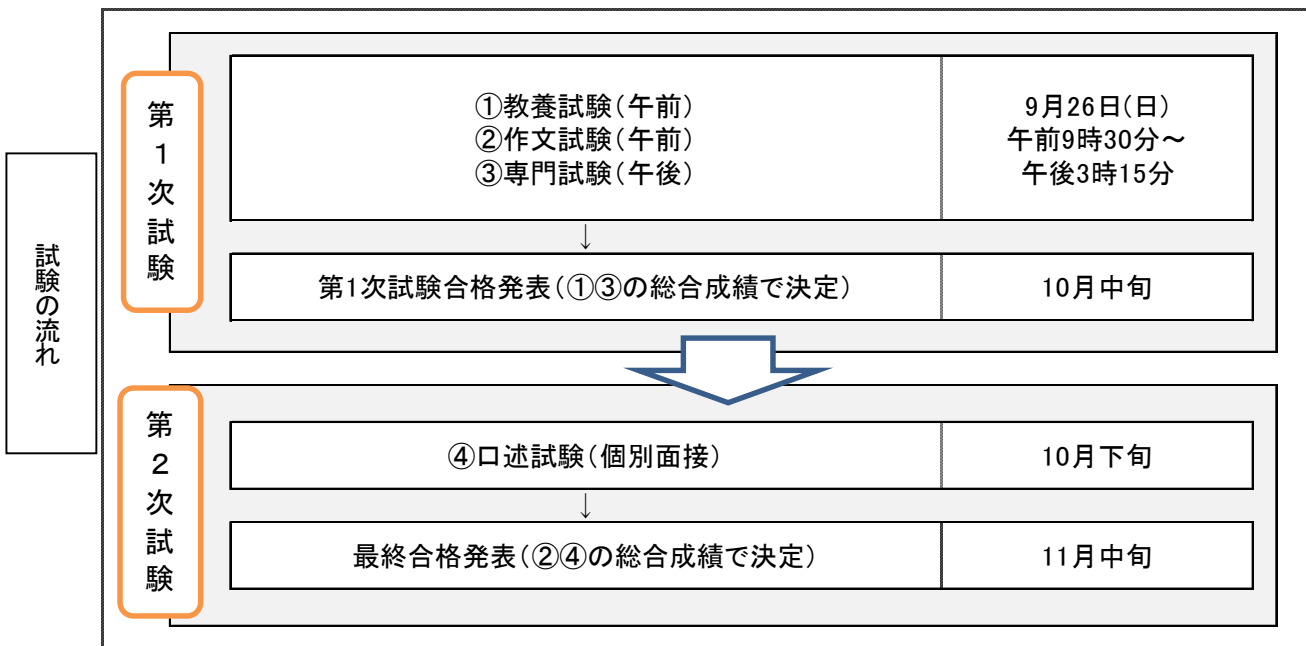 試験の流れ
第1次試験
①教養試験(午前)
②作文試験(午前)
③専門試験(午後)
9月26日(日)
午前9時30分～
午後3時15分
↓
第1次試験合格発表(①③の総合成績で決定)
10月中旬
第2次試験
④口述試験(個別面接)
10月下旬
↓
最終合格発表(②④の総合成績で決定)
11月中旬